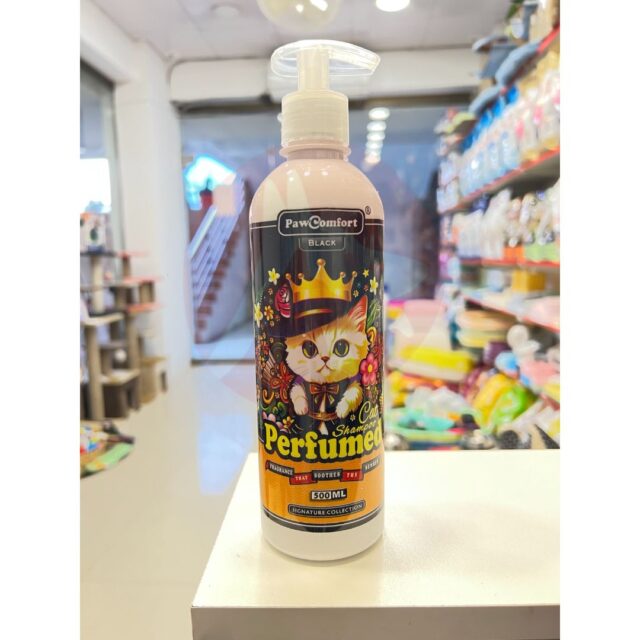 PawComfort ®
BLACK
Cat
Shampoo
Perfumed
FRAGRANCE THAT SOOTHES THE SENSES
500ML
SIGNATURE COLLECTION